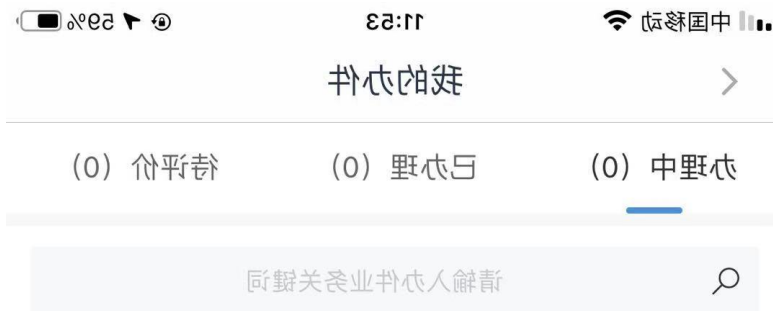 中国移动 11:53 59%
我的办件
办理中（0） 已办理（0） 待评价（0）
请输入办件业务关键词